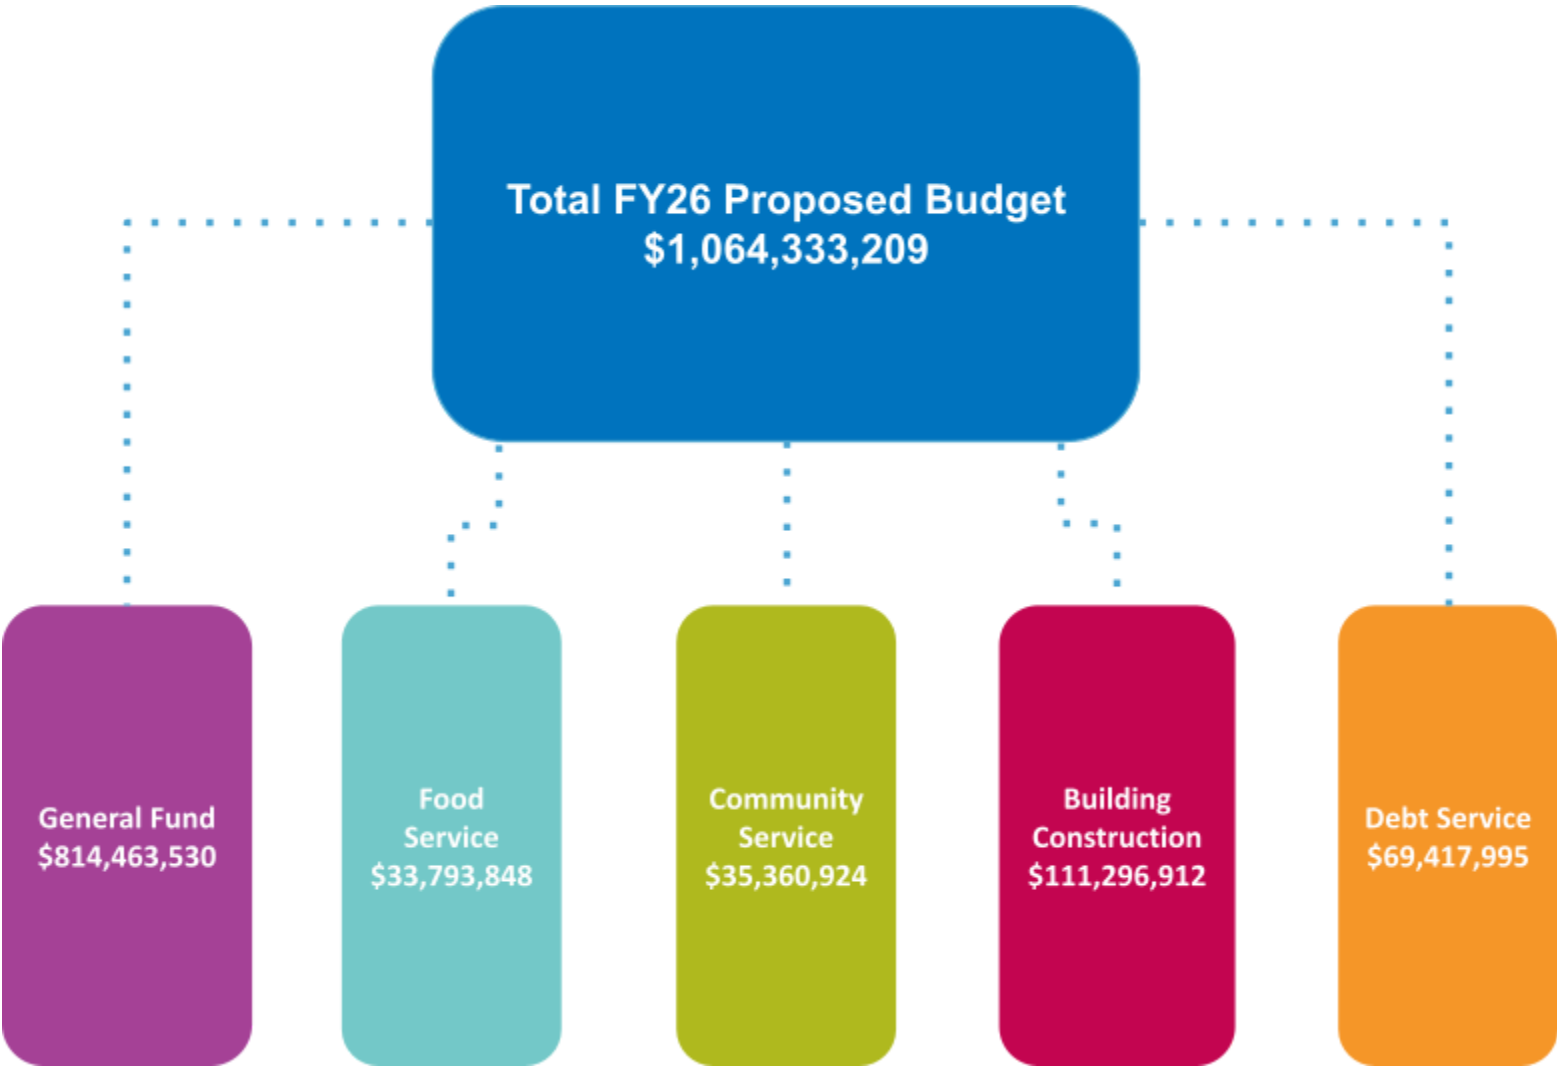 Total FY26 Proposed Budget
$1,064,333,209
General Fund
$814,463,530
Food
Service
$33,793,848
Community
Service
$35,360,924
Building
Construction
$111,296,912
Debt Service
$69,417,995